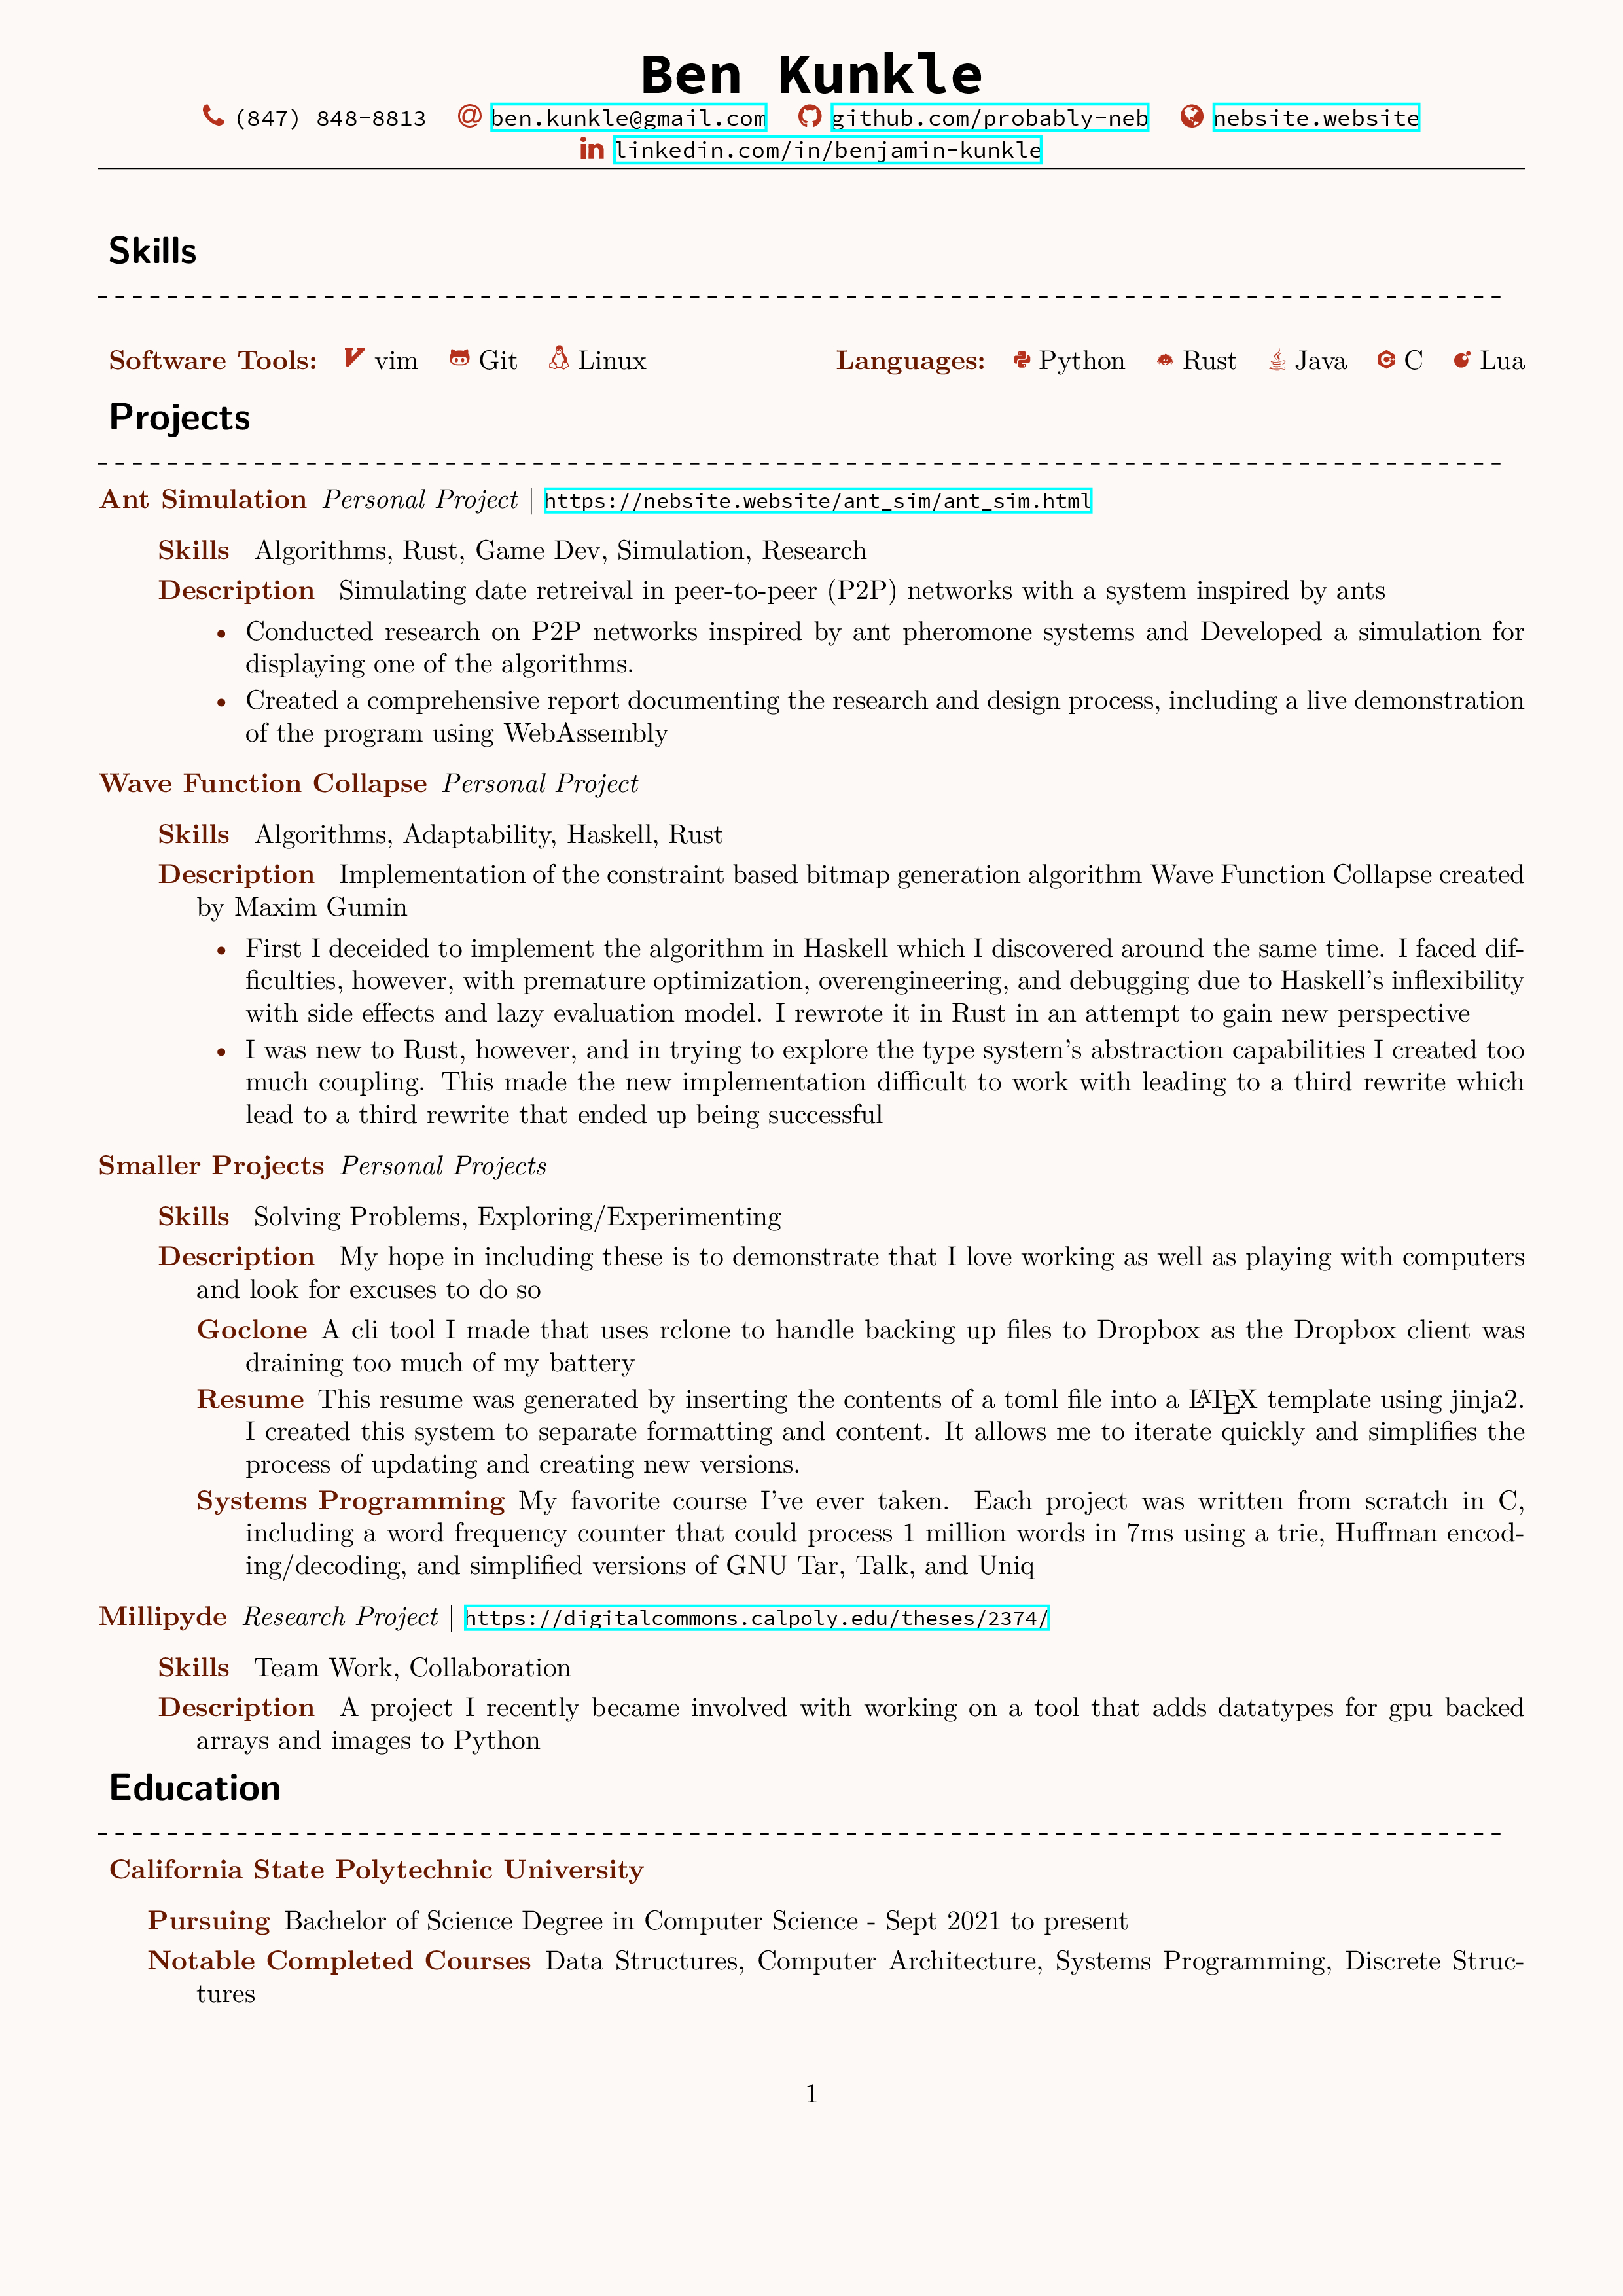 Ben Kunkle
(847) 848-8813 ben.kunkle@gmail.com github.com/probably-neb nebsite.website
linkedin.com/in/benjamin-kunkle
Skills
Software Tools: vim Git Linux Languages: Python Rust Java C Lua
Projects
Ant Simulation Personal Project | https://nebsite.website/ant_sim/ant_sim.html
Skills Algorithms, Rust, Game Dev, Simulation, Research
Description Simulating date retreival in peer-to-peer (P2P) networks with a system inspired by ants
• Conducted research on P2P networks inspired by ant pheromone systems and Developed a simulation for
displaying one of the algorithms.
• Created a comprehensive report documenting the research and design process, including a live demonstration
of the program using WebAssembly
Wave Function Collapse Personal Project
Skills Algorithms, Adaptability, Haskell, Rust
Description Implementation of the constraint based bitmap generation algorithm Wave Function Collapse created
by Maxim Gumin
• First I deceided to implement the algorithm in Haskell which I discovered around the same time. I faced dif-
ficulties, however, with premature optimization, overengineering, and debugging due to Haskell's inflexibility
with side effects and lazy evaluation model. I rewrote it in Rust in an attempt to gain new perspective
• I was new to Rust, however, and in trying to explore the type system's abstraction capabilities I created too
much coupling. This made the new implementation difficult to work with leading to a third rewrite which
lead to a third rewrite that ended up being successful
Smaller Projects Personal Projects
Skills Solving Problems, Exploring/Experimenting
Description My hope in including these is to demonstrate that I love working as well as playing with computers
and look for excuses to do so
Goclone A cli tool I made that uses rclone to handle backing up files to Dropbox as the Dropbox client was
draining too much of my battery
Resume This resume was generated by inserting the contents of a toml file into a LATEX template using jinja2.
I created this system to separate formatting and content. It allows me to iterate quickly and simplifies the
process of updating and creating new versions.
Systems Programming My favorite course I've ever taken. Each project was written from scratch in C,
including a word frequency counter that could process 1 million words in 7ms using a trie, Huffman encod-
ing/decoding, and simplified versions of GNU Tar, Talk, and Uniq
Millipyde Research Project | https://digitalcommons.calpoly.edu/theses/2374/
Skills Team Work, Collaboration
Description A project I recently became involved with working on a tool that adds datatypes for gpu backed
arrays and images to Python
Education
California State Polytechnic University
Pursuing Bachelor of Science Degree in Computer Science - Sept 2021 to present
Notable Completed Courses Data Structures, Computer Architecture, Systems Programming, Discrete Struc-
tures
1